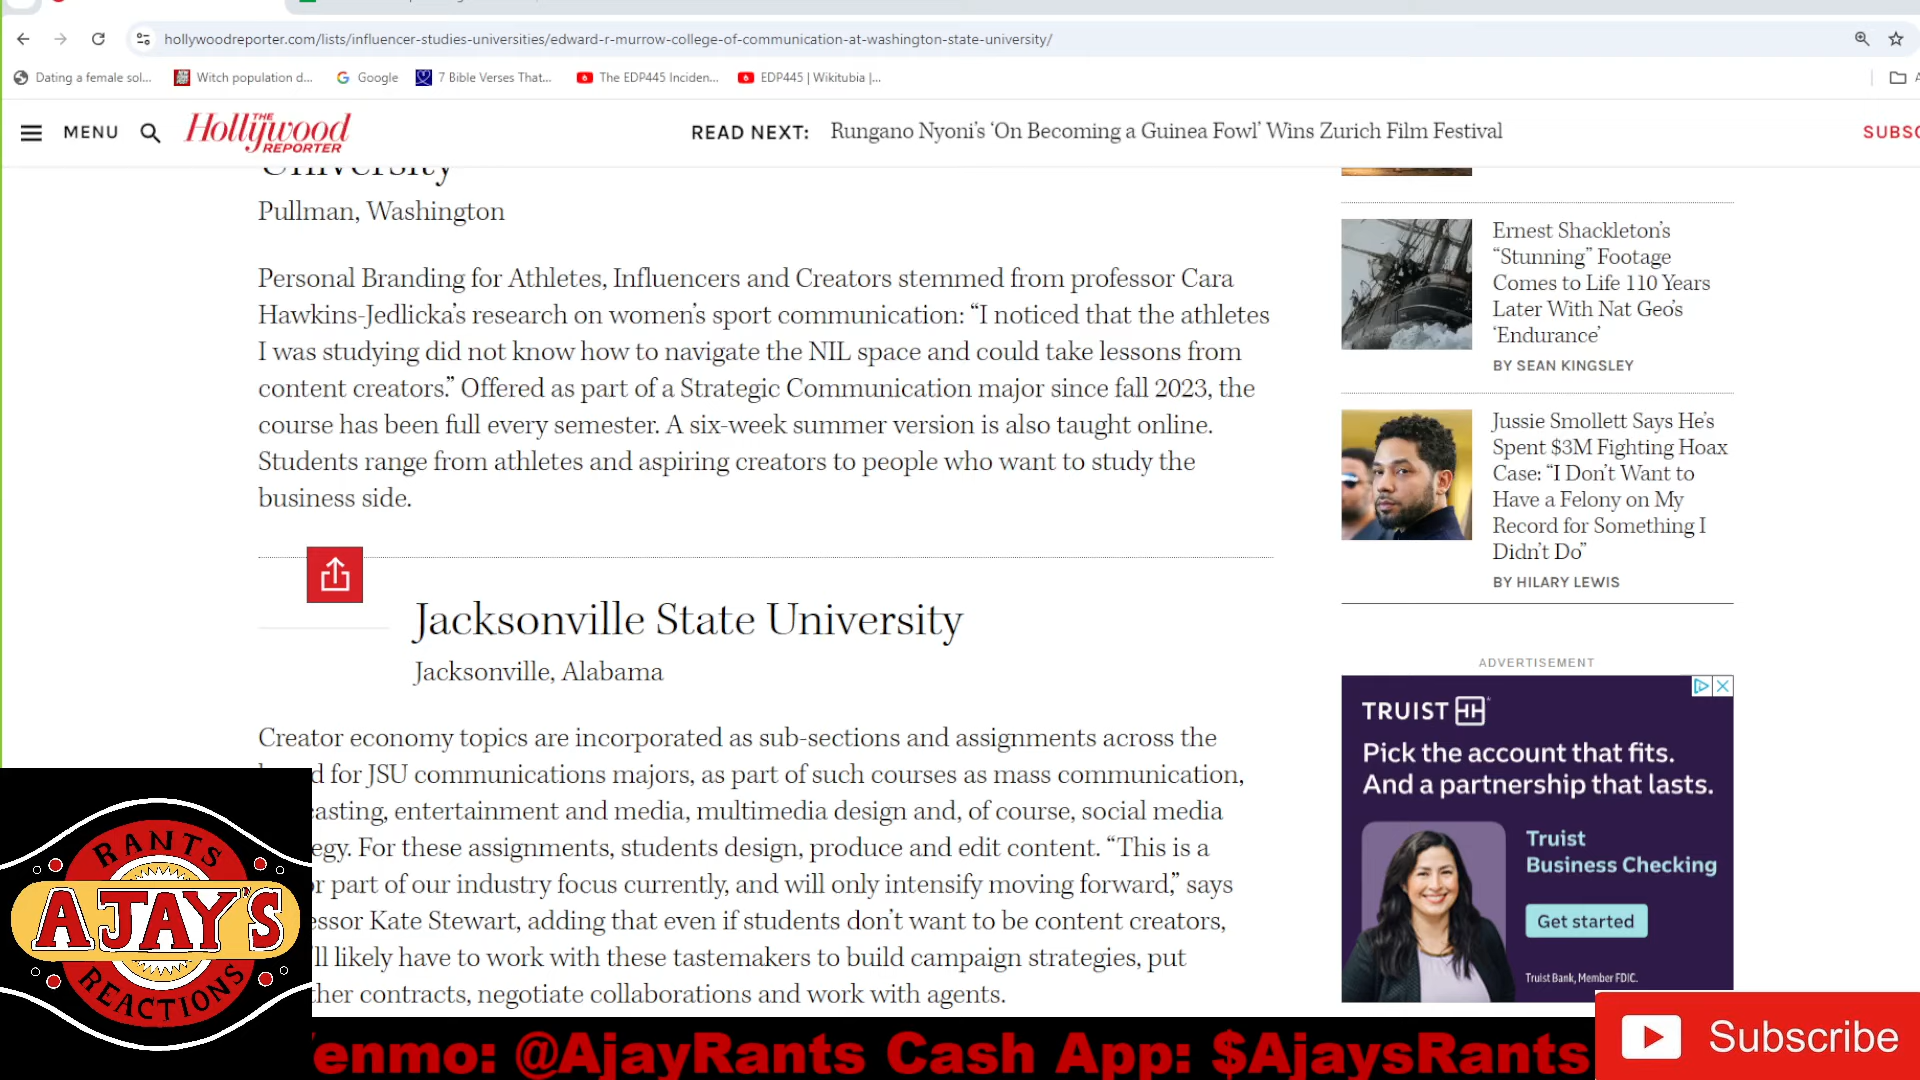 hollywoodreporter.com/lists/influencer-studies-universities/edward-r-murrow-college-of-communication-at-washington-state-university/
Dating a female sol... Witch population d... Google 7 Bible Verses That... The EDP445 Inciden... EDP445 | Wikitubia |...
MENU THE Hollywood REPORTER READ NEXT: Rungano Nyoni’s ‘On Becoming a Guinea Fowl’ Wins Zurich Film Festival SUBSC
University
Pullman, Washington
Personal Branding for Athletes, Influencers and Creators stemmed from professor Cara
Hawkins-Jedlicka’s research on women’s sport communication: “I noticed that the athletes
I was studying did not know how to navigate the NIL space and could take lessons from
content creators.” Offered as part of a Strategic Communication major since fall 2023, the
course has been full every semester. A six-week summer version is also taught online.
Students range from athletes and aspiring creators to people who want to study the
business side.
Jacksonville State University
Jacksonville, Alabama
Creator economy topics are incorporated as sub-sections and assignments across the
d for JSU communications majors, as part of such courses as mass communication,
casting, entertainment and media, multimedia design and, of course, social media
egy. For these assignments, students design, produce and edit content. “This is a
or part of our industry focus currently, and will only intensify moving forward,” says
essor Kate Stewart, adding that even if students don’t want to be content creators,
’ll likely have to work with these tastemakers to build campaign strategies, put
ther contracts, negotiate collaborations and work with agents.
Ernest Shackleton’s
“Stunning” Footage
Comes to Life 110 Years
Later With Nat Geo’s
‘Endurance’
BY SEAN KINGSLEY
Jussie Smollett Says He’s
Spent $3M Fighting Hoax
Case: “I Don’t Want to
Have a Felony on My
Record for Something I
Didn’t Do”
BY HILARY LEWIS
ADVERTISEMENT
TRUIST
Pick the account that fits.
And a partnership that lasts.
Truist
Business Checking
Get started
Truist Bank, Member FDIC.
RANTS
AJAY'S
REACTIONS
enmo: @AjayRants Cash App: $AjaysRants
Subscribe